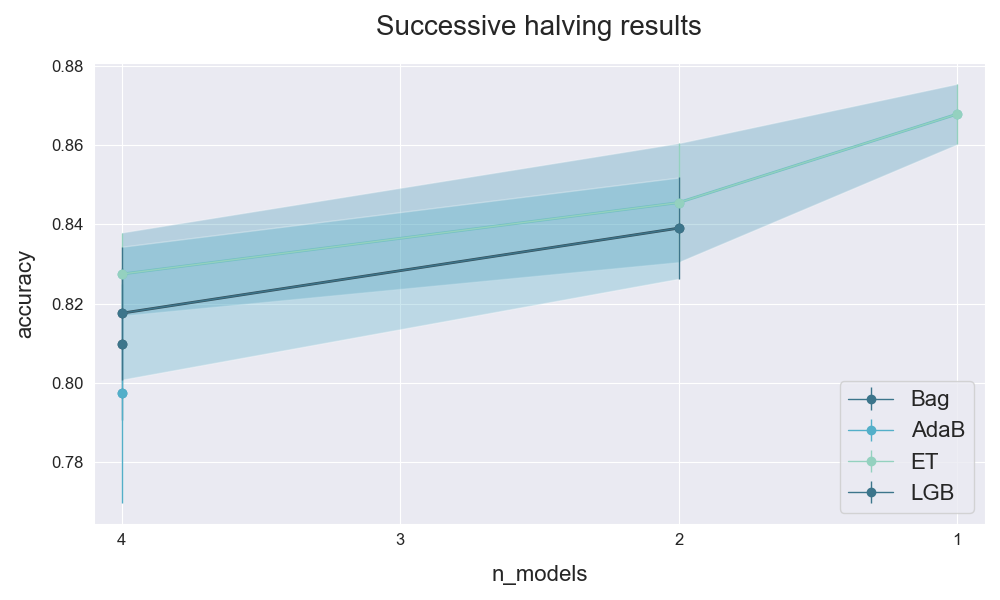 Successive halving results
0.88
0.86
0.84
0.82
0.80
0.78
accuracy
4
3
2
1
n_models
Bag
AdaB
ET
LGB